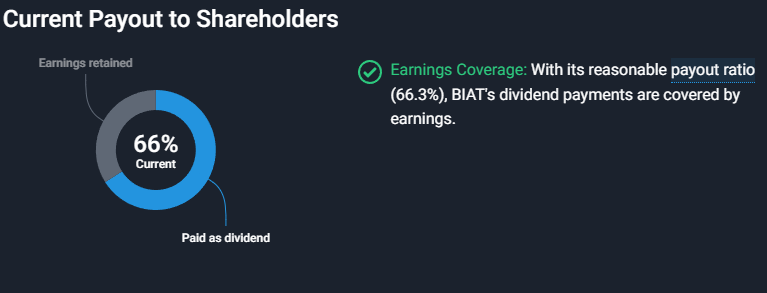 Current Payout to Shareholders
Earnings retained
66%
Current
Paid as dividend
Earnings Coverage: With its reasonable payout ratio
(66.3%), BIAT's dividend payments are covered by
earnings.